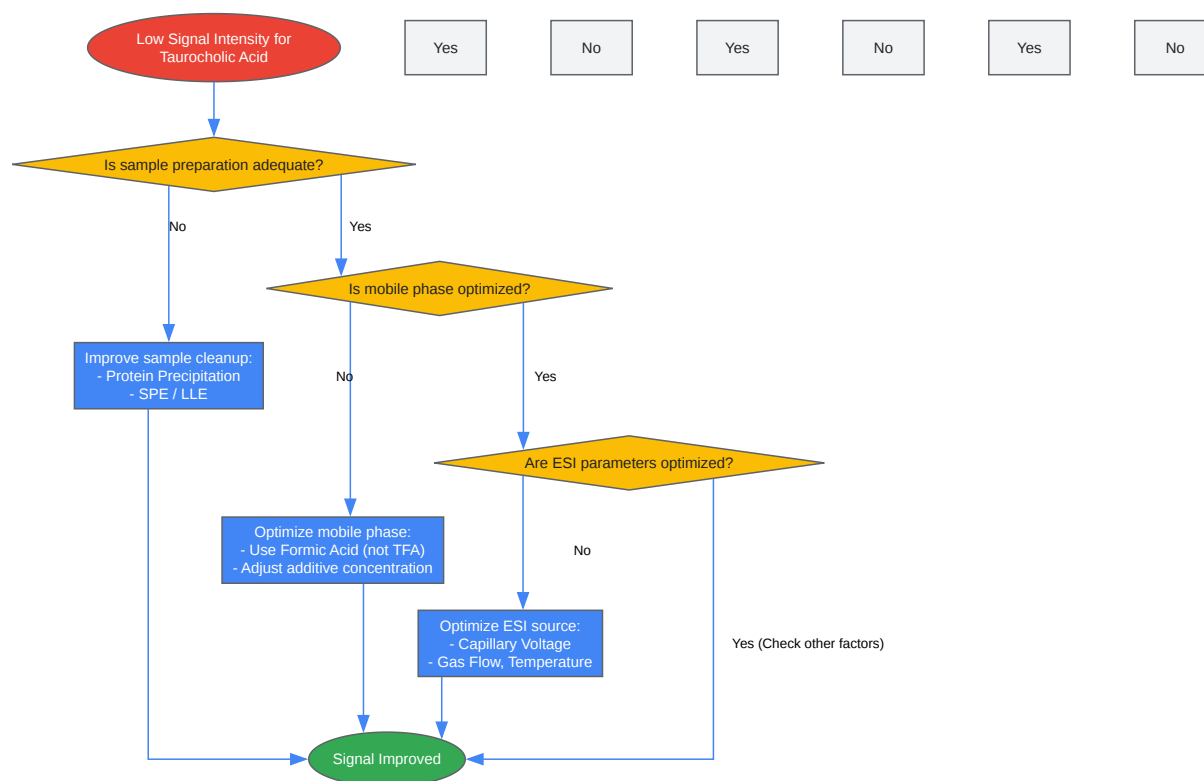 Low Signal Intensity for
Taurocholic Acid
Yes
No
Yes
No
Yes
No
Is sample preparation adequate?
No
Yes
Is mobile phase optimized?
Improve sample cleanup:
- Protein Precipitation
- SPE / LLE
No
Yes
Are ESI parameters optimized?
Optimize mobile phase:
- Use Formic Acid (not TFA)
- Adjust additive concentration
No
Optimize ESI source:
- Capillary Voltage
- Gas Flow, Temperature
Yes (Check other factors)
Signal Improved